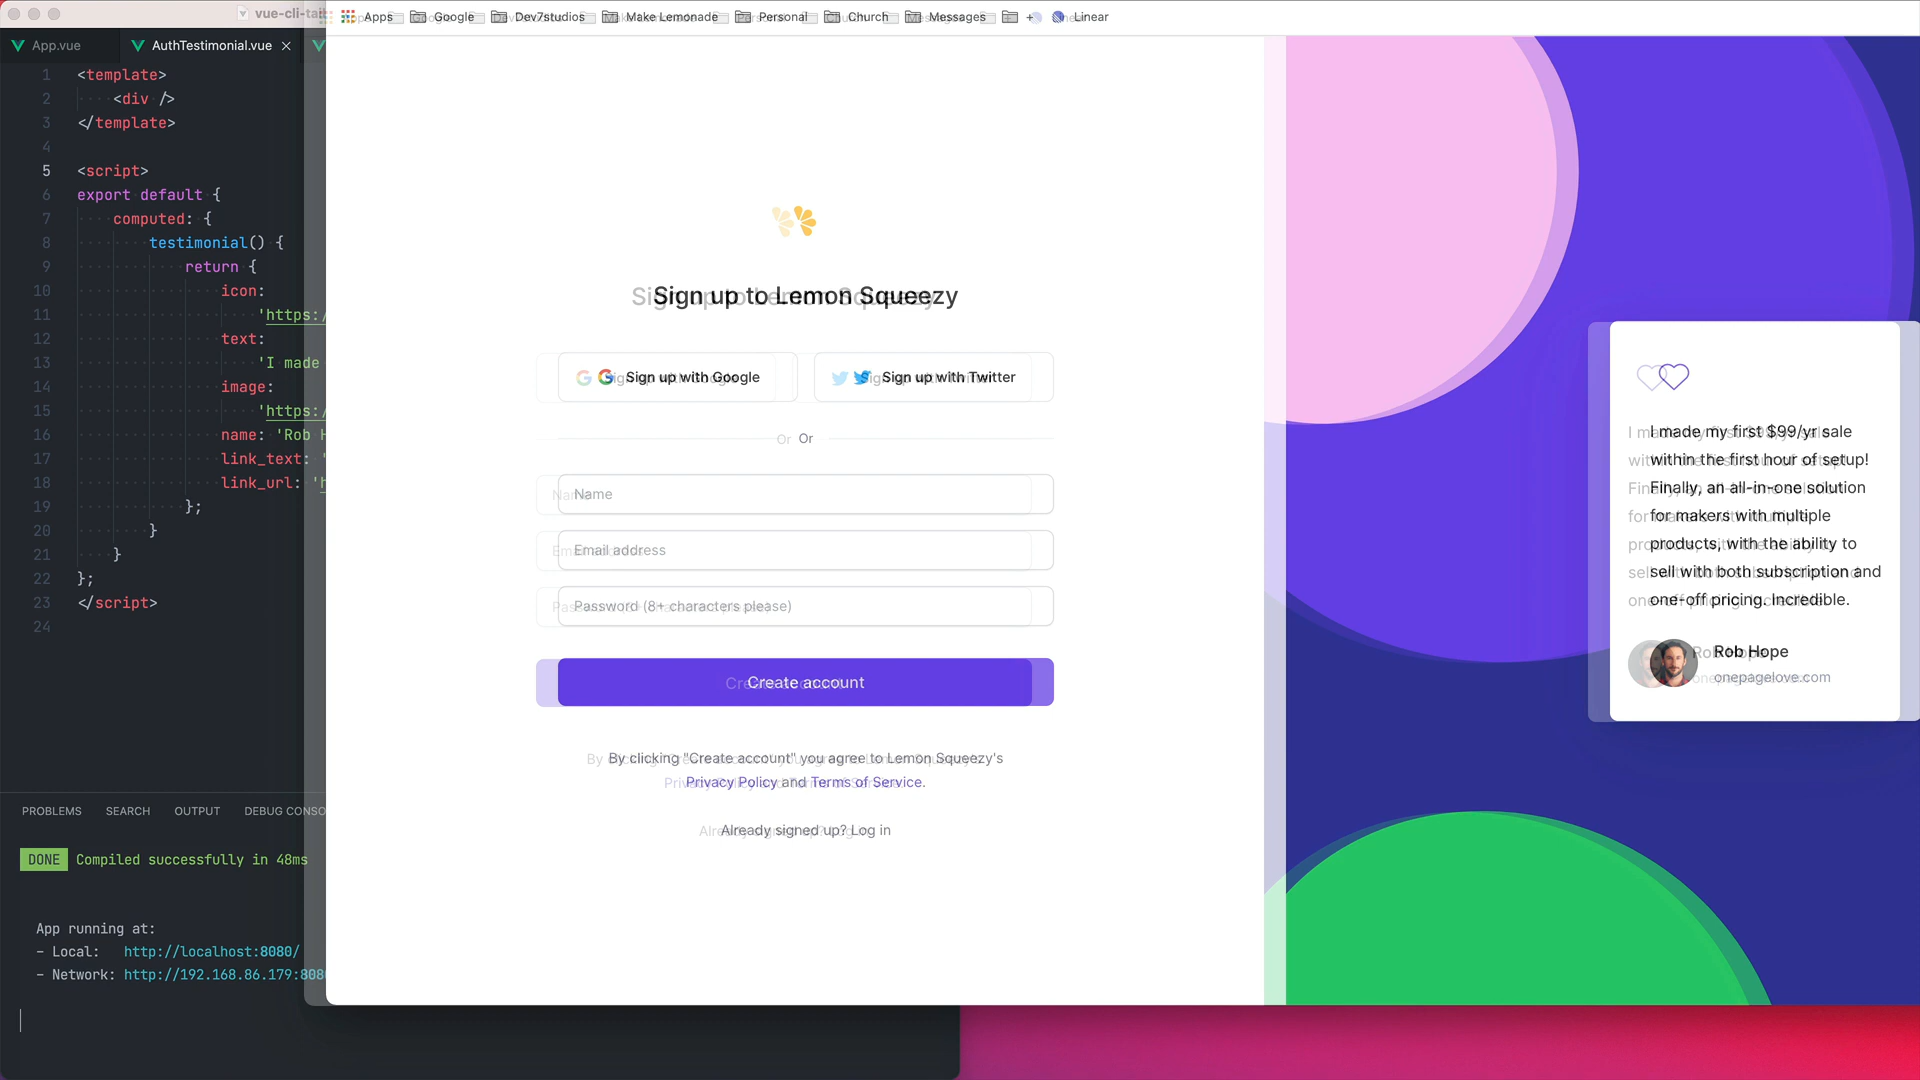 vue-cli-tai
Apps
Google
Dev7studios
Make Lemonade
Personal
Church
Messages
Linear
App.vue
AuthTestimonial.vue
1 <template>
2 <div />
3 </template>
4
5 <script>
6 export default {
7 computed: {
8 testimonial() {
9 return {
10 icon:
11 'https:/
12 text:
13 'I made
14 image:
15 'https:/
16 name: 'Rob H
17 link_text: '
18 link_url: 'h
19 };
20 }
21 }
22 };
23 </script>
24
PROBLEMS SEARCH OUTPUT DEBUG CONSO
DONE Compiled successfully in 48ms
App running at:
- Local: http://localhost:8080/
- Network: http://192.168.86.179:808
Sign up to Lemon Squeezy
Sign up with Google
Sign up with Twitter
Or
Name
Email address
Password (8+ characters please)
Create account
By clicking "Create account" you agree to Lemon Squeezy's
Privacy Policy and Terms of Service.
Already signed up? Log in
I made my first $99/yr sale
within the first hour of setup!
Finally, an all-in-one solution
for makers with multiple
products, with the ability to
sell with both subscription and
one-off pricing. Incredible.
Rob Hope
onepagelove.com